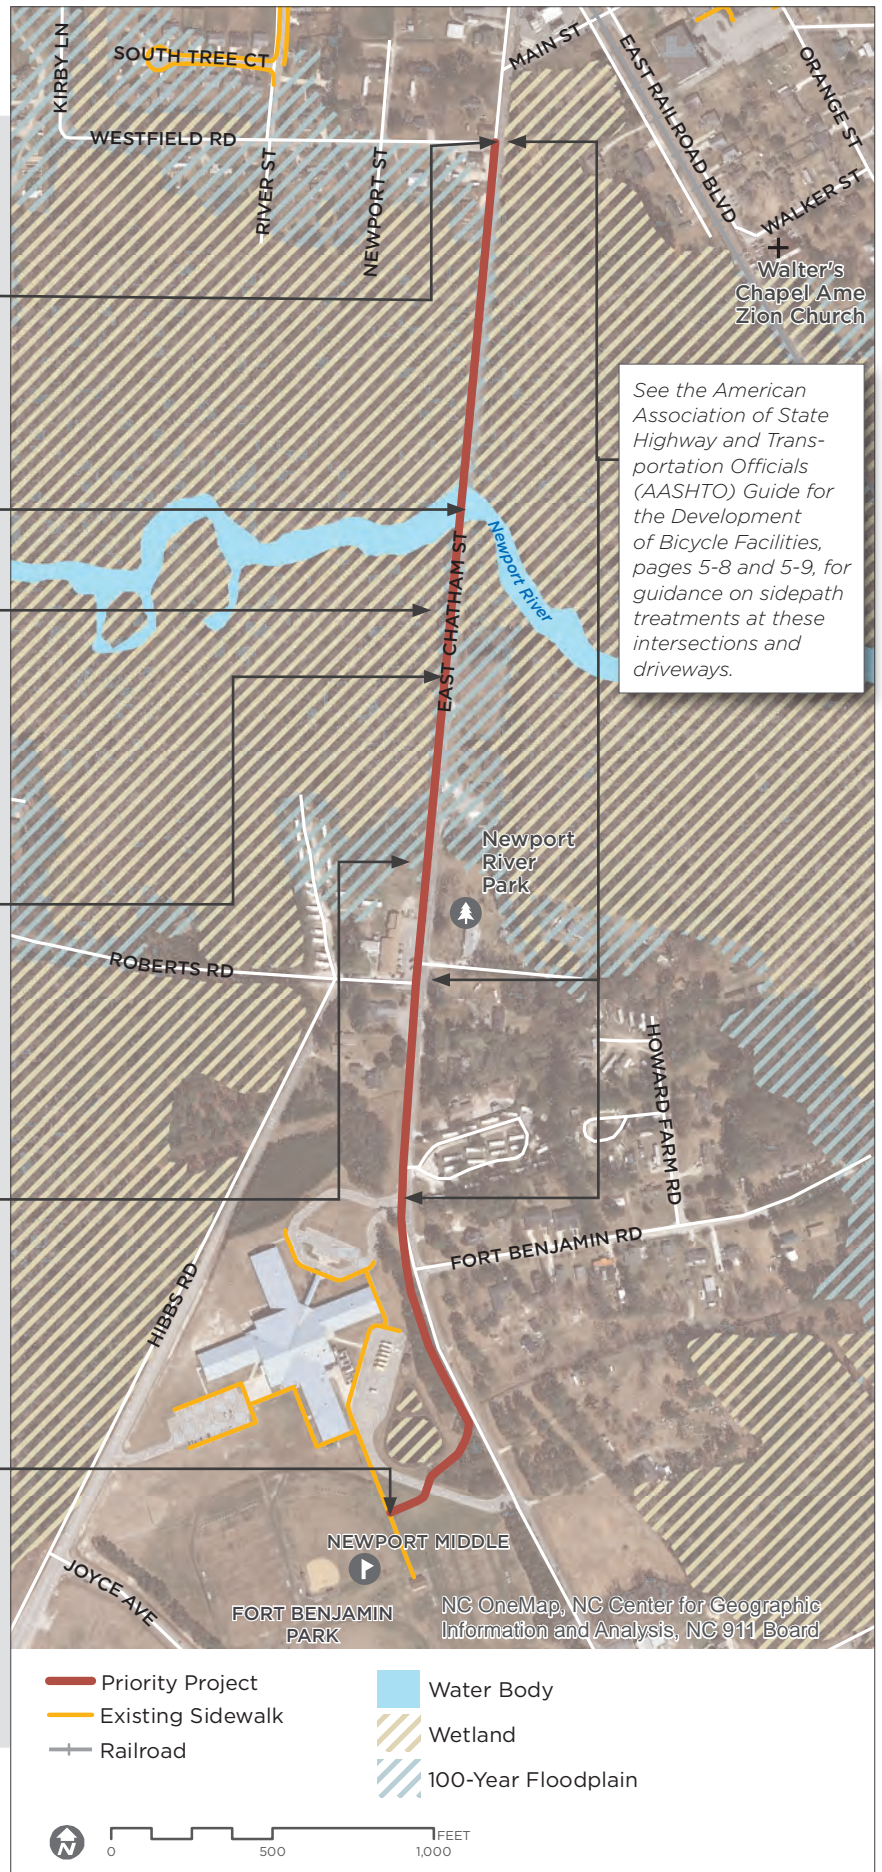 KIRBY LN
SOUTH TREE CT
MAIN ST
EAST RAILROAD BLVD
ORANGE ST
WESTFIELD RD
RIVER ST
NEWPORT ST
WALKER ST
Walter's
Chapel Ame
Zion Church
See the American
Association of State
Highway and Trans-
portation Officials
(AASHTO) Guide for
the Development
of Bicycle Facilities,
pages 5-8 and 5-9, for
guidance on sidepath
treatments at these
intersections and
driveways.
Newport River
EAST CHATHAM ST
Newport
River
Park
ROBERTS RD
HOWARD FARM RD
FORT BENJAMIN RD
HIBBS RD
NEWPORT MIDDLE
JOYCE AVE
FORT BENJAMIN
PARK
NC OneMap, NC Center for Geographic
Information and Analysis, NC 911 Board
Priority Project
Existing Sidewalk
Railroad
Water Body
Wetland
100-Year Floodplain
N
0 500 1,000 FEET